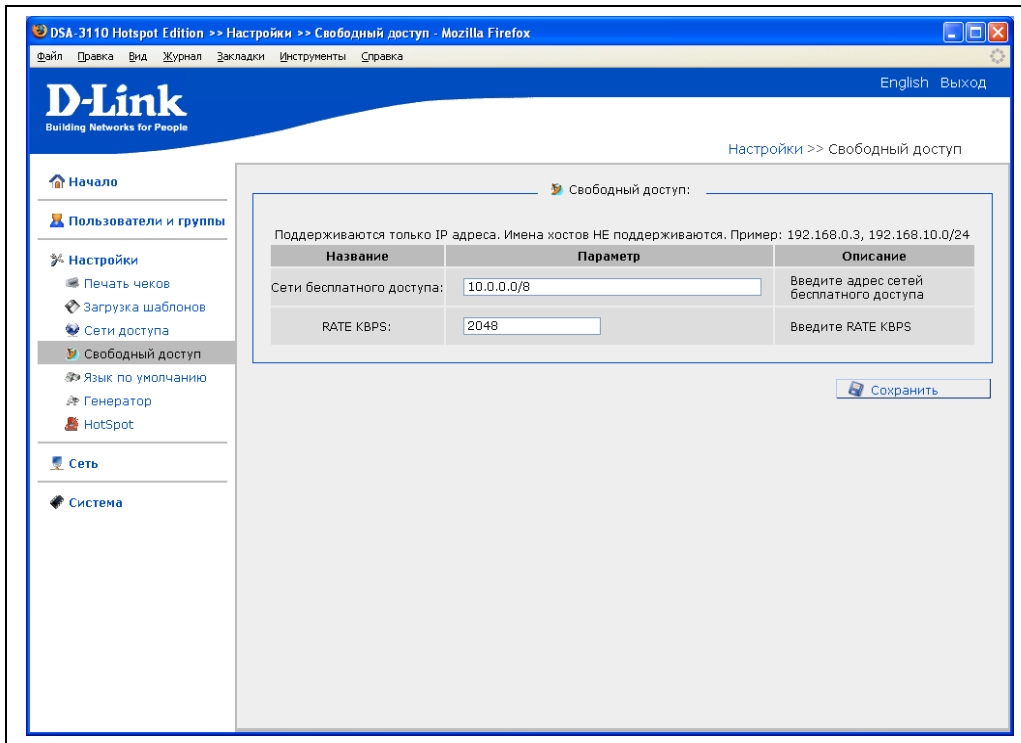 DSA-3110 Hotspot Edition >> Настройки >> Свободный доступ - Mozilla Firefox
Файл Правка Вид Журнал Закладки Инструменты Справка
English Выход
D-Link
Building Networks for People
Настройки >> Свободный доступ
Начало
Пользователи и группы
Настройки
Печать чеков
Загрузка шаблонов
Сети доступа
Свободный доступ
Язык по умолчанию
Генератор
HotSpot
Сеть
Система
Свободный доступ:
Поддерживаются только IP адреса. Имена хостов НЕ поддерживаются. Пример: 192.168.0.3, 192.168.10.0/24
Название Параметр Описание
Сети бесплатного доступа: 10.0.0.0/8 Введите адрес сетей
бесплатного доступа
RATE KBPS: 2048 Введите RATE KBPS
Сохранить